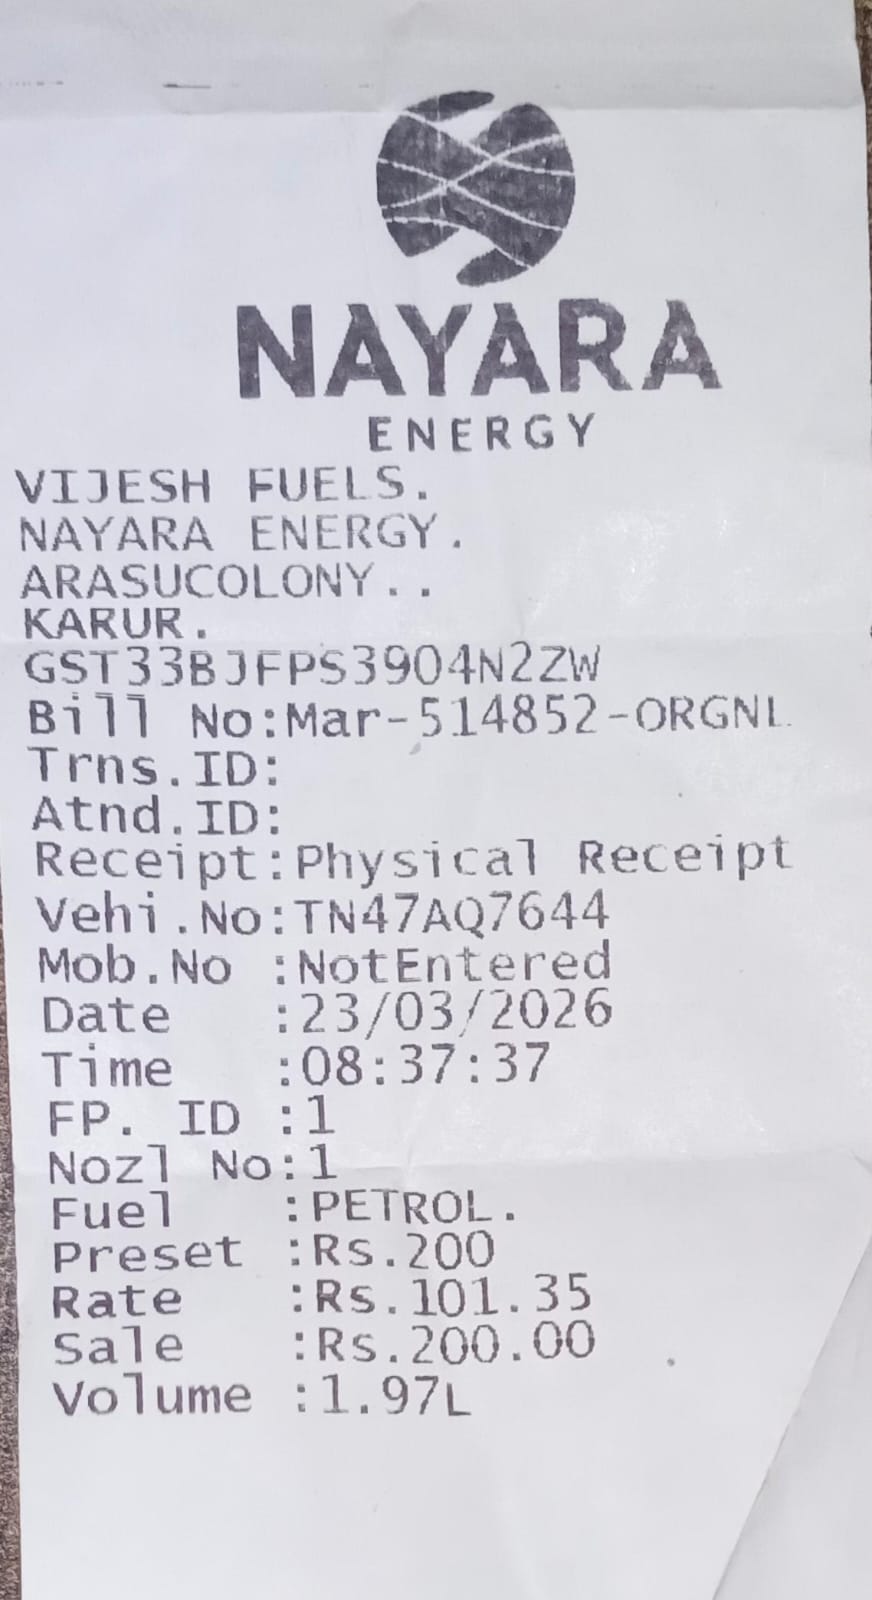 NAYARA
ENERGY
VIJESH FUELS.
NAYARA ENERGY.
ARASUCOLONY..
KARUR.
GST33BJFPS3904N2ZW
Bill No:Mar-514852-ORGNL
Trns.ID:
Atnd.ID:
Receipt:Physical Receipt
Vehi.No:TN47AQ7644
Mob.No :NotEntered
Date :23/03/2026
Time :08:37:37
FP. ID :1
Nozl No:1
Fuel :PETROL.
Preset :Rs.200
Rate :Rs.101.35
Sale :Rs.200.00
Volume :1.97L